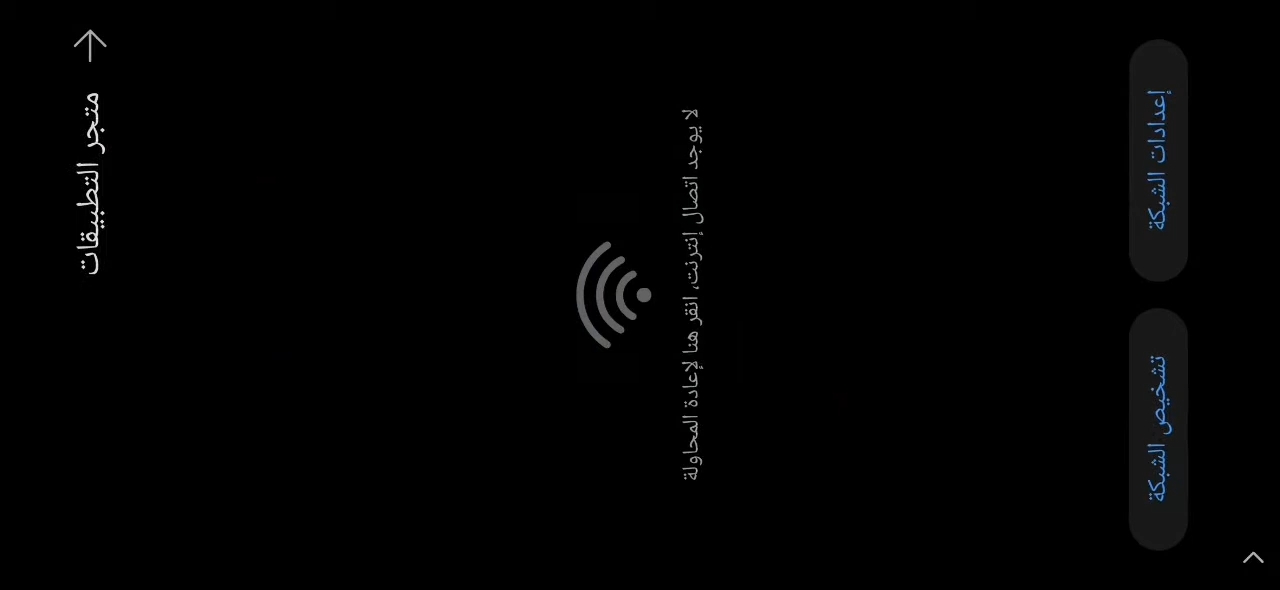 متجر التطبيقات
لا يوجد اتصال إنترنت، انقر هنا لإعادة المحاولة
إعدادات الشبكة
تشخيص الشبكة